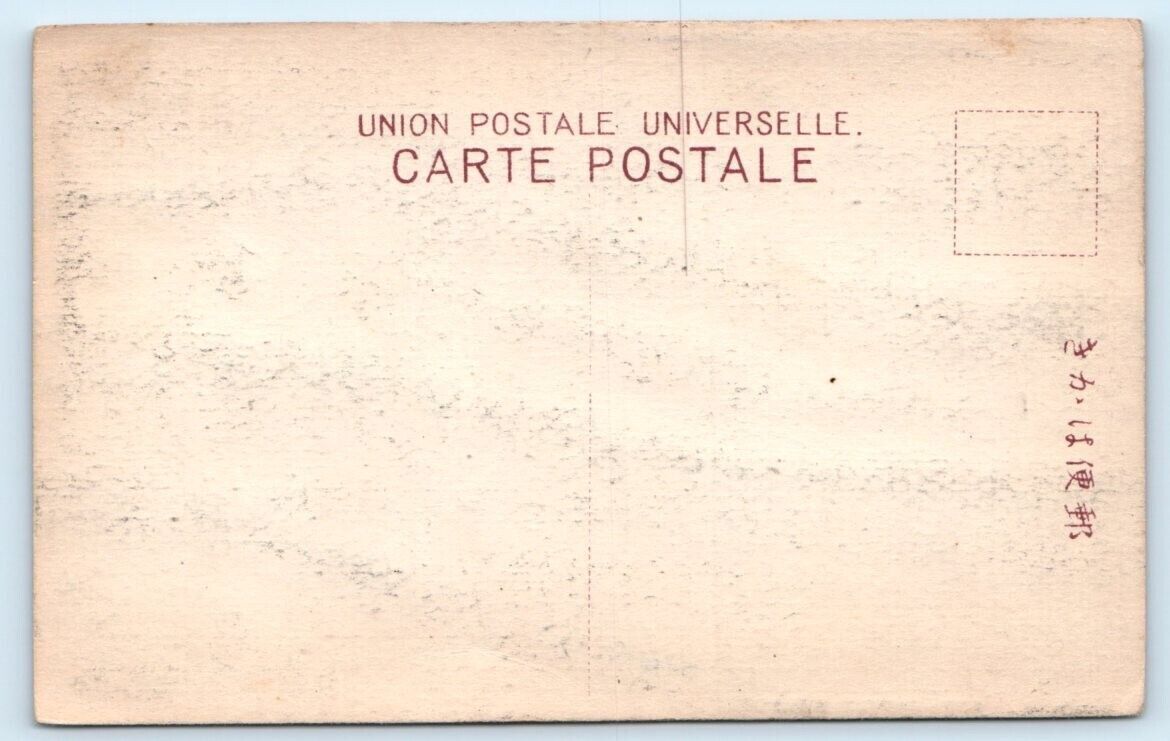 UNION POSTALE UNIVERSELLE.
CARTE POSTALE
きかは便郵